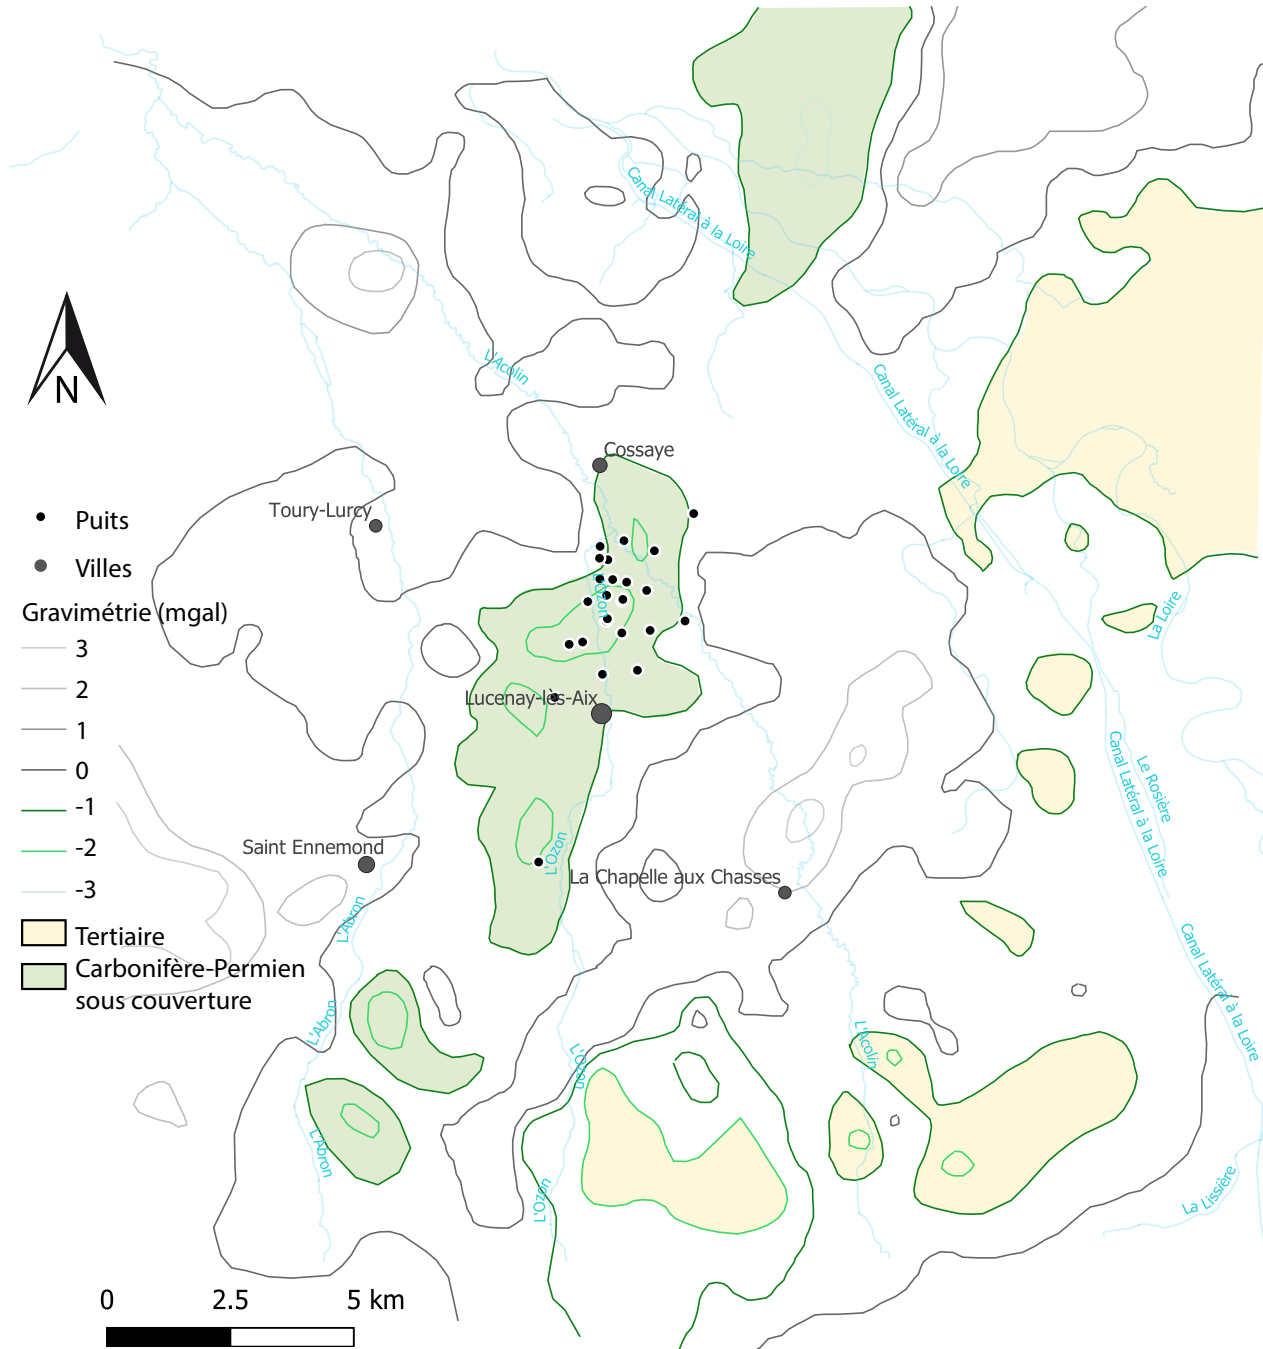 Canal Latéral à la Loire
L'Acolin
Canal Latéral à la Loire
N
Cossaye
Toury-Lurcy
Puits
Villes
Gravimétrie (mgal)
3
2
1
0
-1
-2
-3
Tertiaire
Carbonifère-Permien
sous couverture
L'Ozon
La Loire
Lucenay-lès-Aix
Canal Latéral à la Loire
Le Rosière
Saint Ennemond
L'Ozon
La Chapelle aux Chasses
L'Abron
Canal Latéral à la Loire
L'Abron
L'Acolin
L'Ozon
L'Abron
L'Ozon
La Lissière
0 2.5 5 km